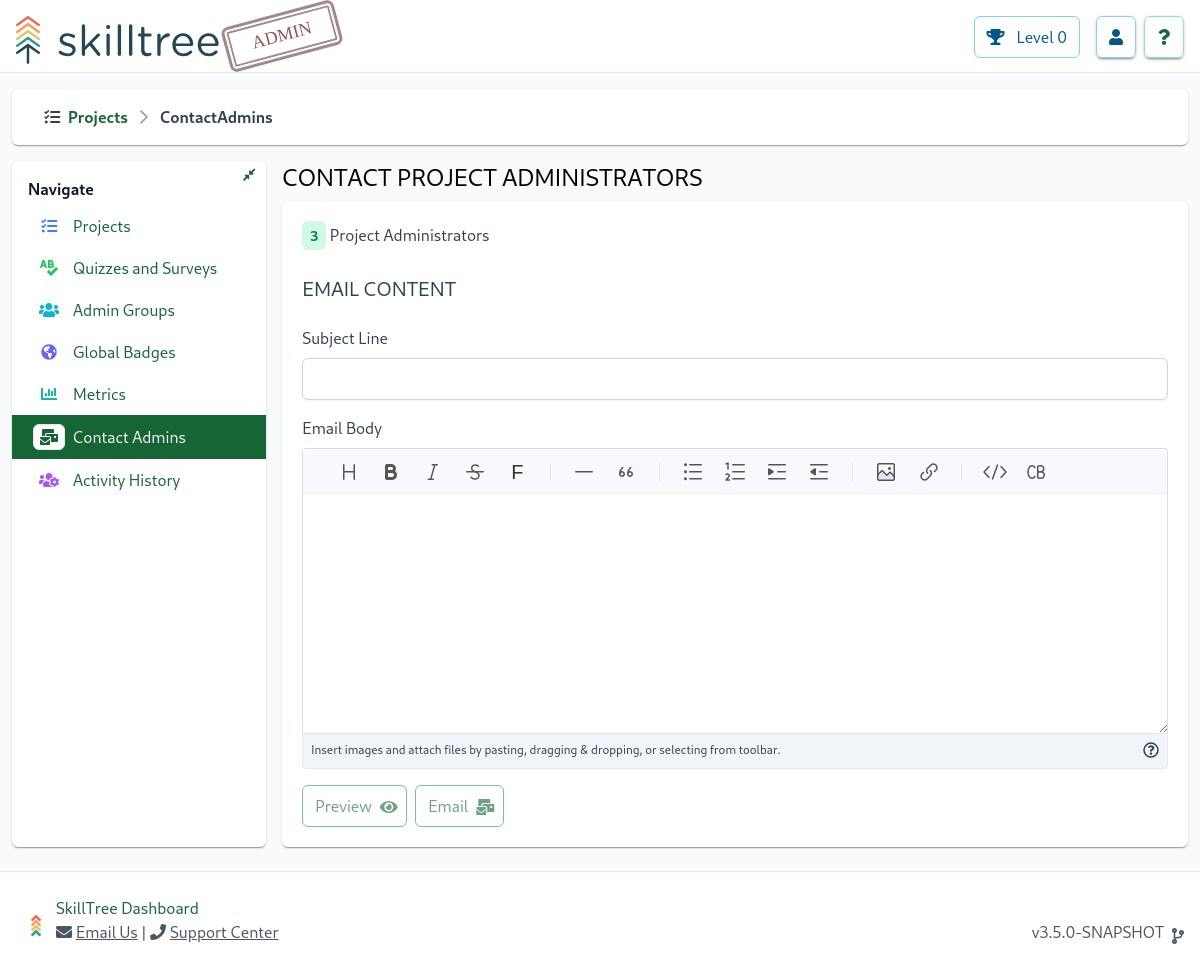 skilltree ADMIN
Level 0
?
Projects ContactAdmins
Navigate
Projects
AB Quizzes and Surveys
Admin Groups
Global Badges
Metrics
Contact Admins
Activity History
CONTACT PROJECT ADMINISTRATORS
3 Project Administrators
EMAIL CONTENT
Subject Line
Email Body
H B I S F 66 </> CB
Insert images and attach files by pasting, dragging & dropping, or selecting from toolbar.
Preview Email
SkillTree Dashboard
Email Us | Support Center
v3.5.0-SNAPSHOT